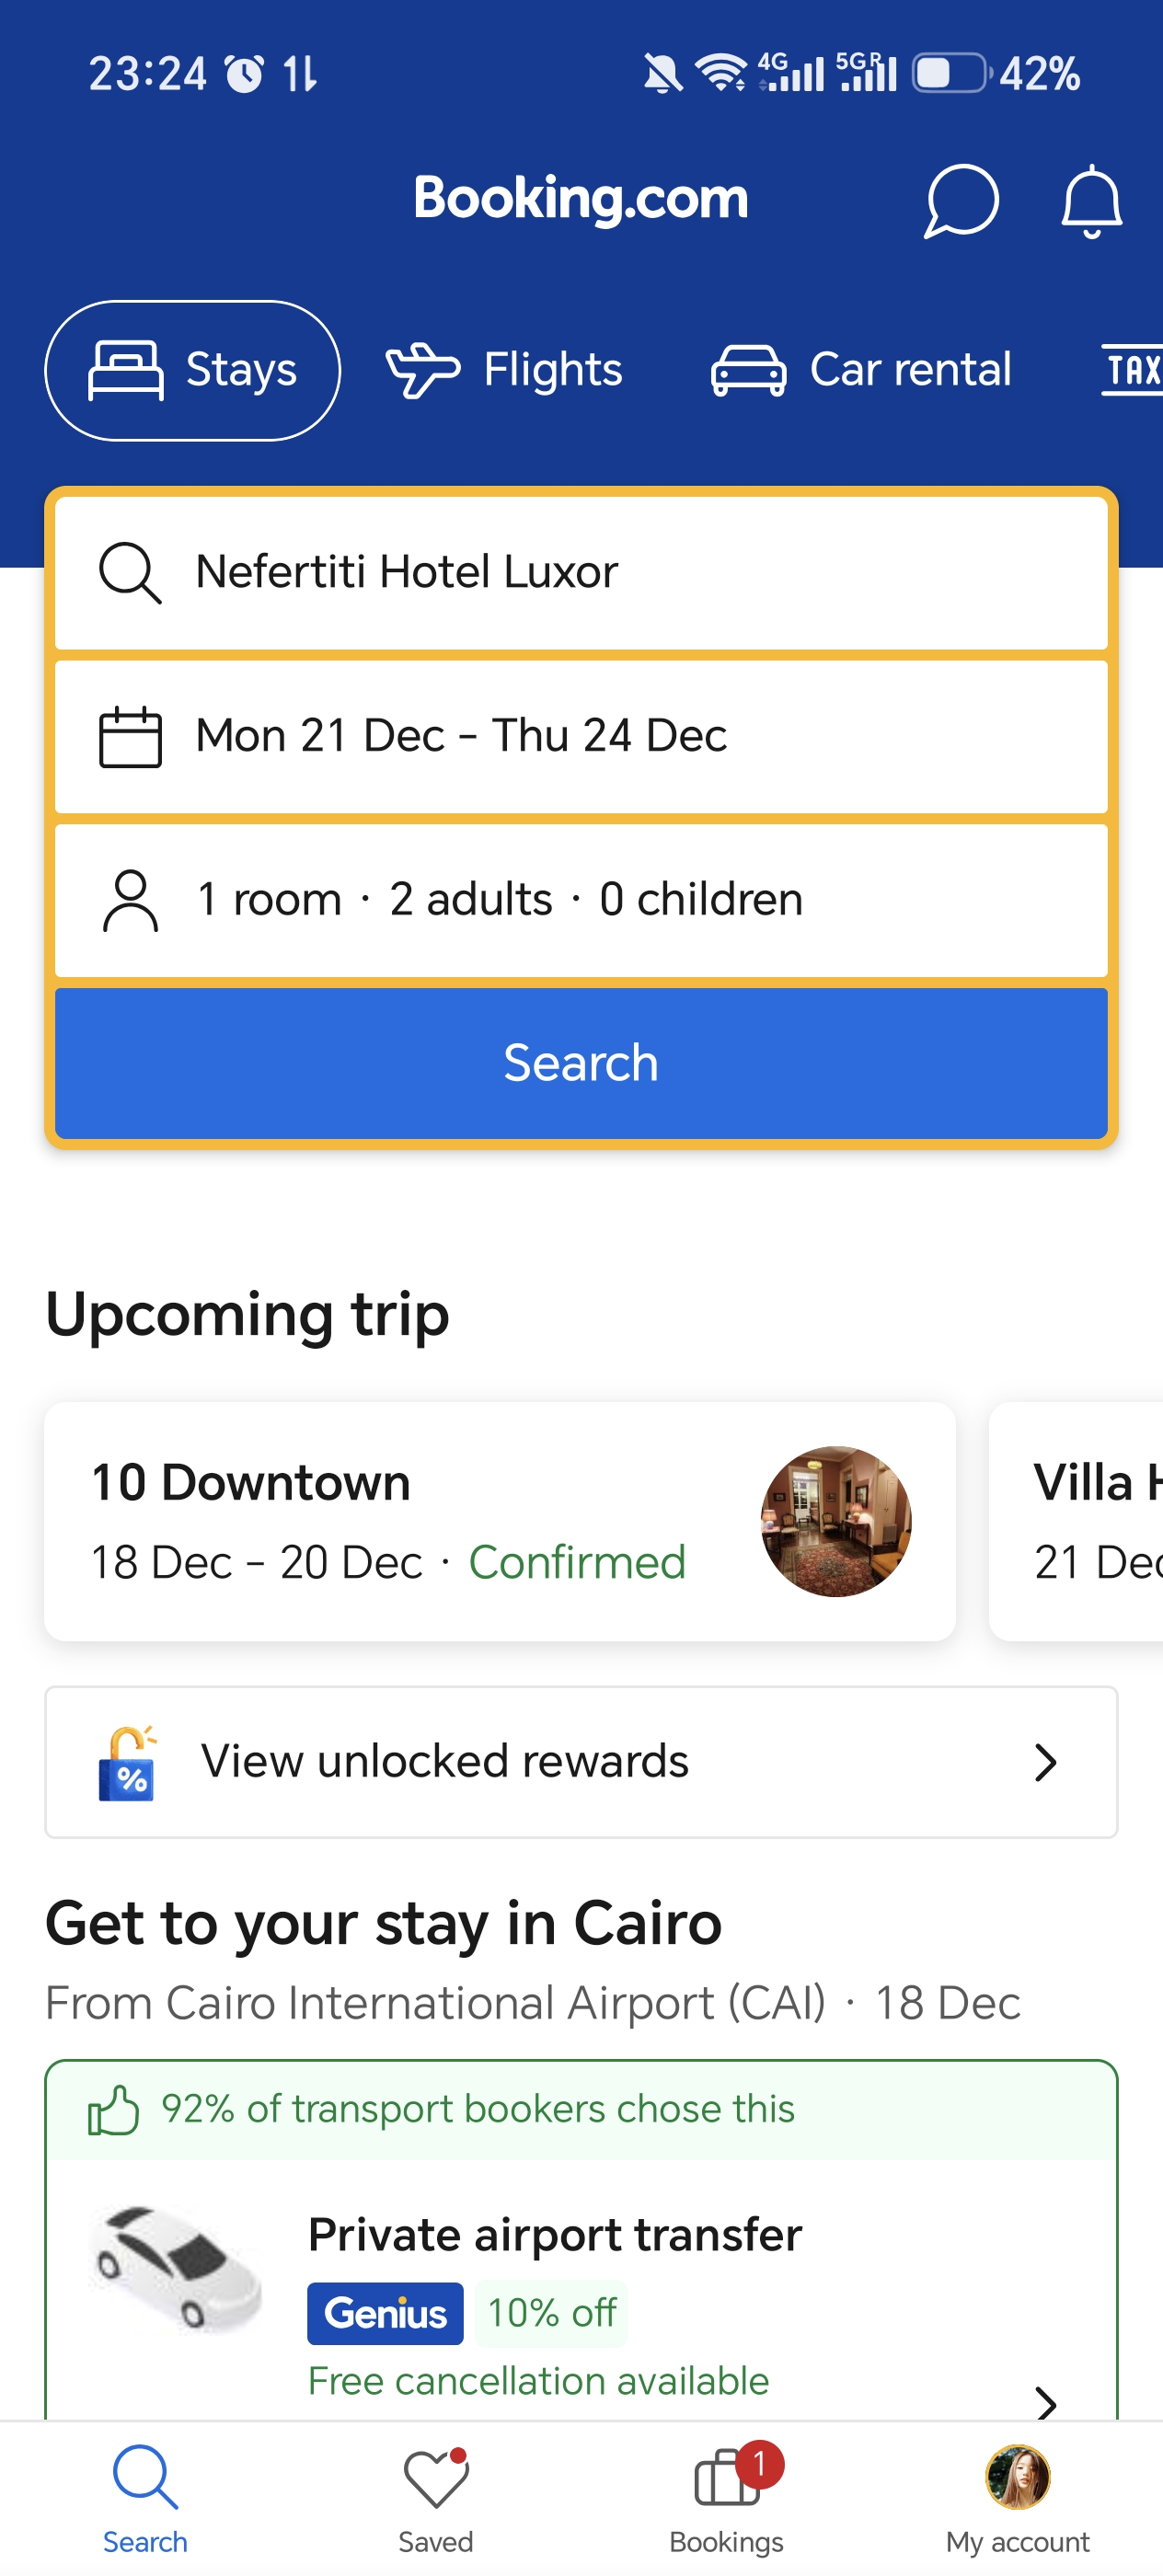 23:24 4G 5G R 42%
Booking.com
Stays Flights Car rental TAX
Nefertiti Hotel Luxor
Mon 21 Dec – Thu 24 Dec
1 room · 2 adults · 0 children
Search
Upcoming trip
10 Downtown
18 Dec – 20 Dec · Confirmed
Villa
21 Dec
% View unlocked rewards
Get to your stay in Cairo
From Cairo International Airport (CAI) · 18 Dec
92% of transport bookers chose this
Private airport transfer
Genius 10% off
Free cancellation available
1
Search Saved Bookings My account